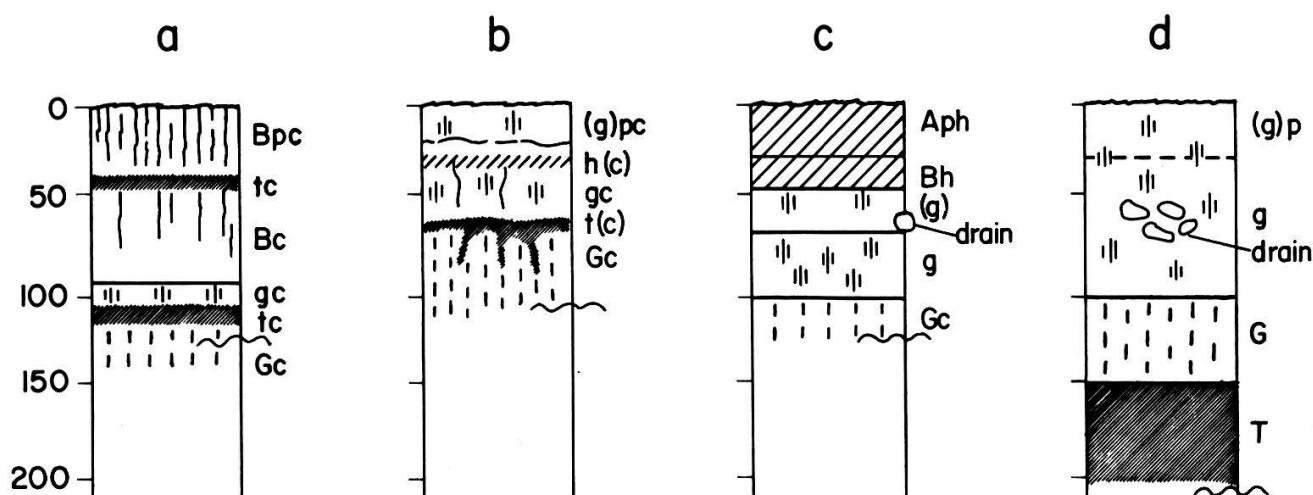 a b c d
0
50
100
150
200
Bpc
tc
Bc
gc
tc
Gc
(g)pc
h(c)
gc
t(c)
Gc
Aph
Bh
(g)
drain
g
Gc
(g)p
g
drain
G
T